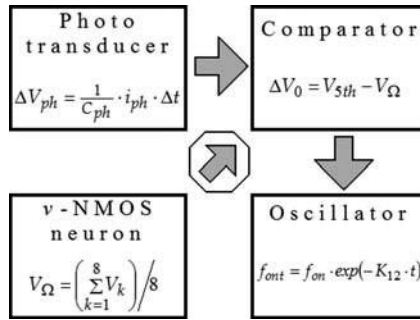 Photo
transducer
ΔV_ph = 1/C_ph · i_ph · Δt
Comparator
ΔV_0 = V_5th − V_Ω
ν-NMOS
neuron
V_Ω = (8 Σ k=1 V_k)/8
Oscillator
f_ont = f_on · exp(−K_12 · t)